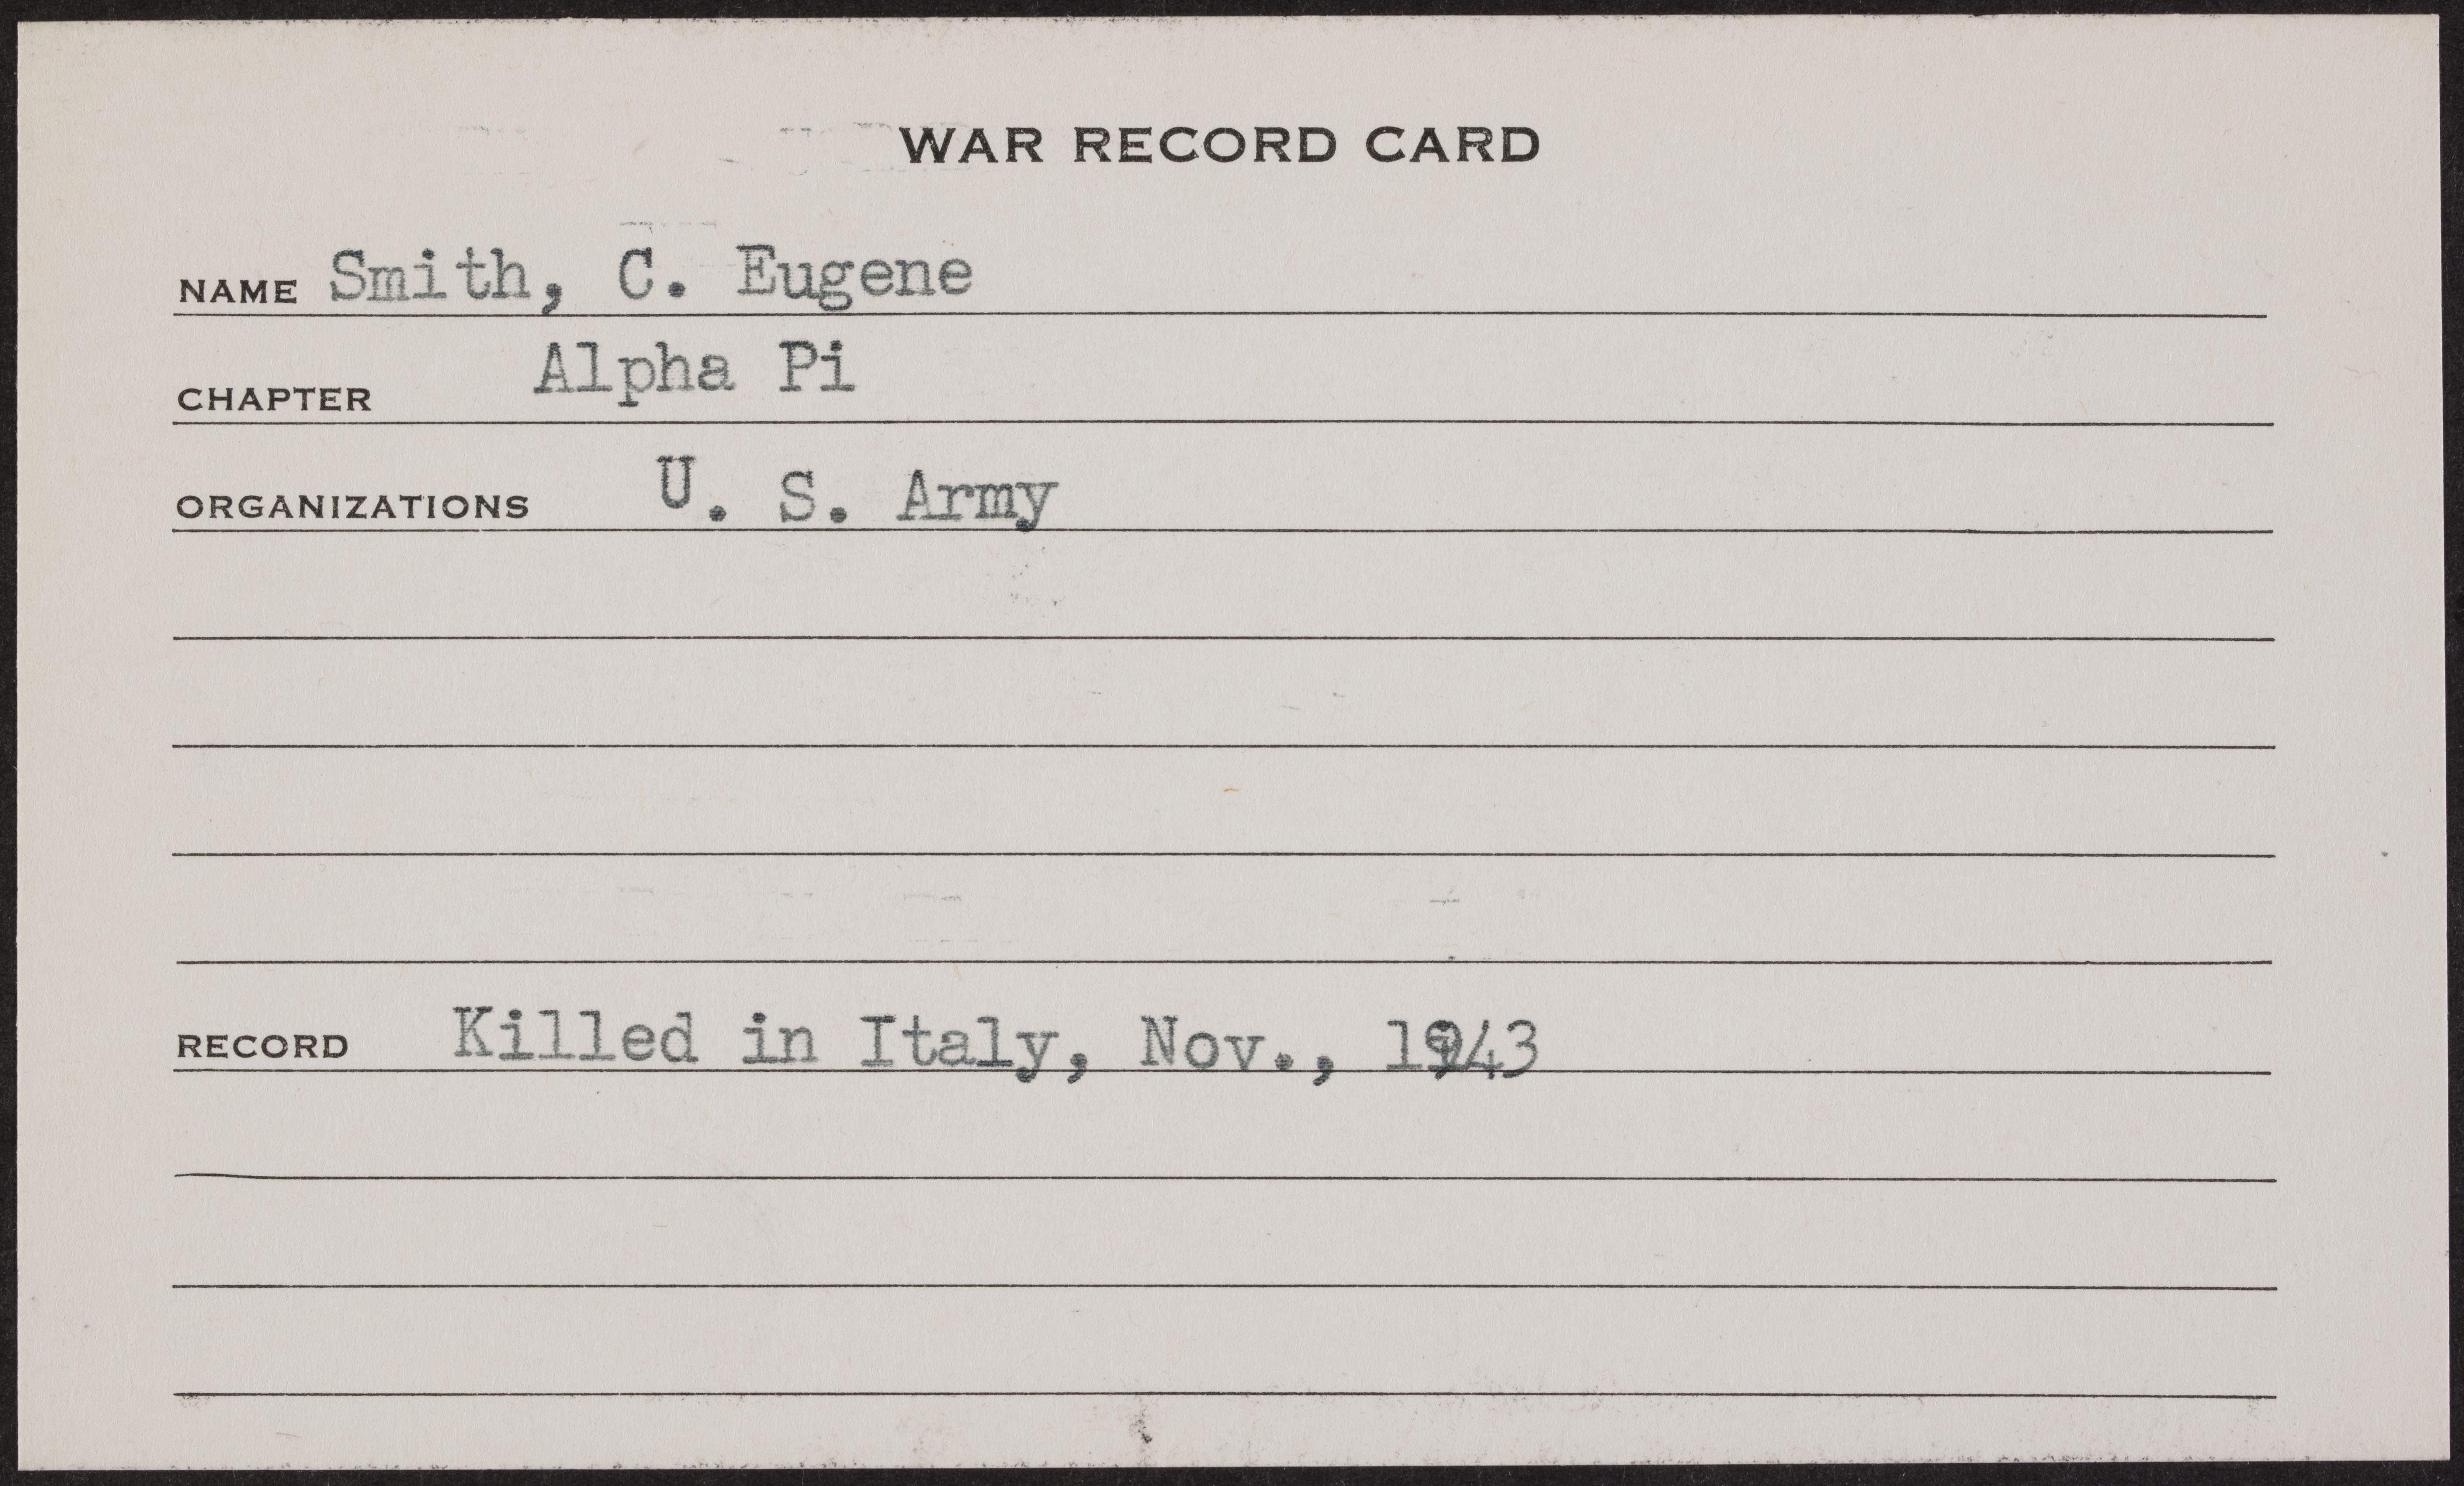 WAR RECORD CARD
NAME Smith, C. Eugene
CHAPTER Alpha Pi
ORGANIZATIONS U. S. Army
RECORD Killed in Italy, Nov., 1943